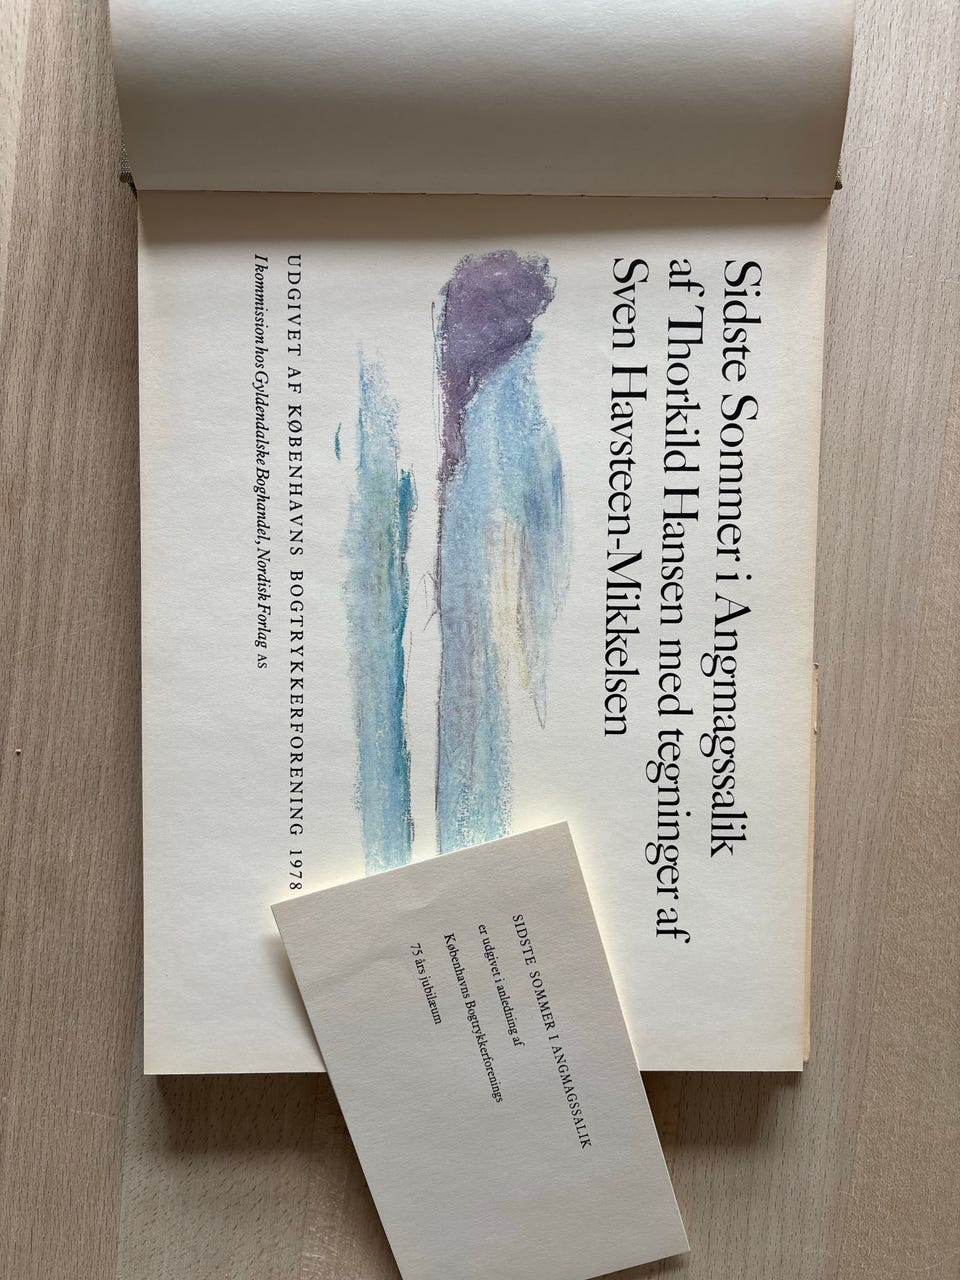 Sidste Sommer i Angmagssalik
af Thorkild Hansen med tegninger af
Sven Havsteen-Mikkelsen
UDGIVET AF KØBENHAVNS BOGTRYKKERFORENING 1978
I kommission hos Gyldendalske Boghandel, Nordisk Forlag AS
SIDSTE SOMMER I ANGMAGSSALIK
er udgivet i anledning af
Københavns Bogtrykkerforenings
75 års jubilæum